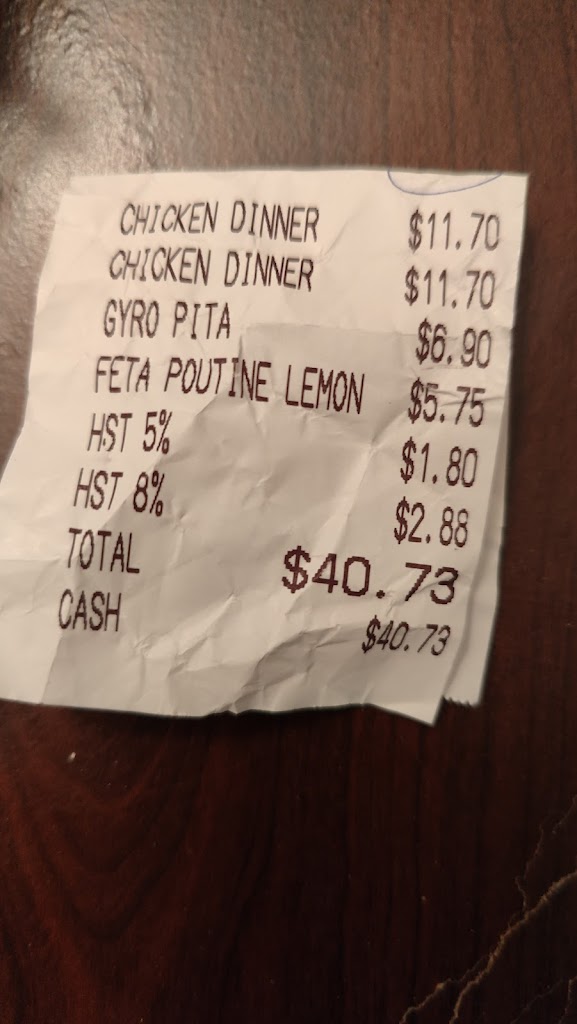 CHICKEN DINNER $11.70
CHICKEN DINNER $11.70
GYRO PITA $6.90
FETA POUTINE LEMON $5.75
HST 5% $1.80
HST 8% $2.88
TOTAL $40.73
CASH $40.73